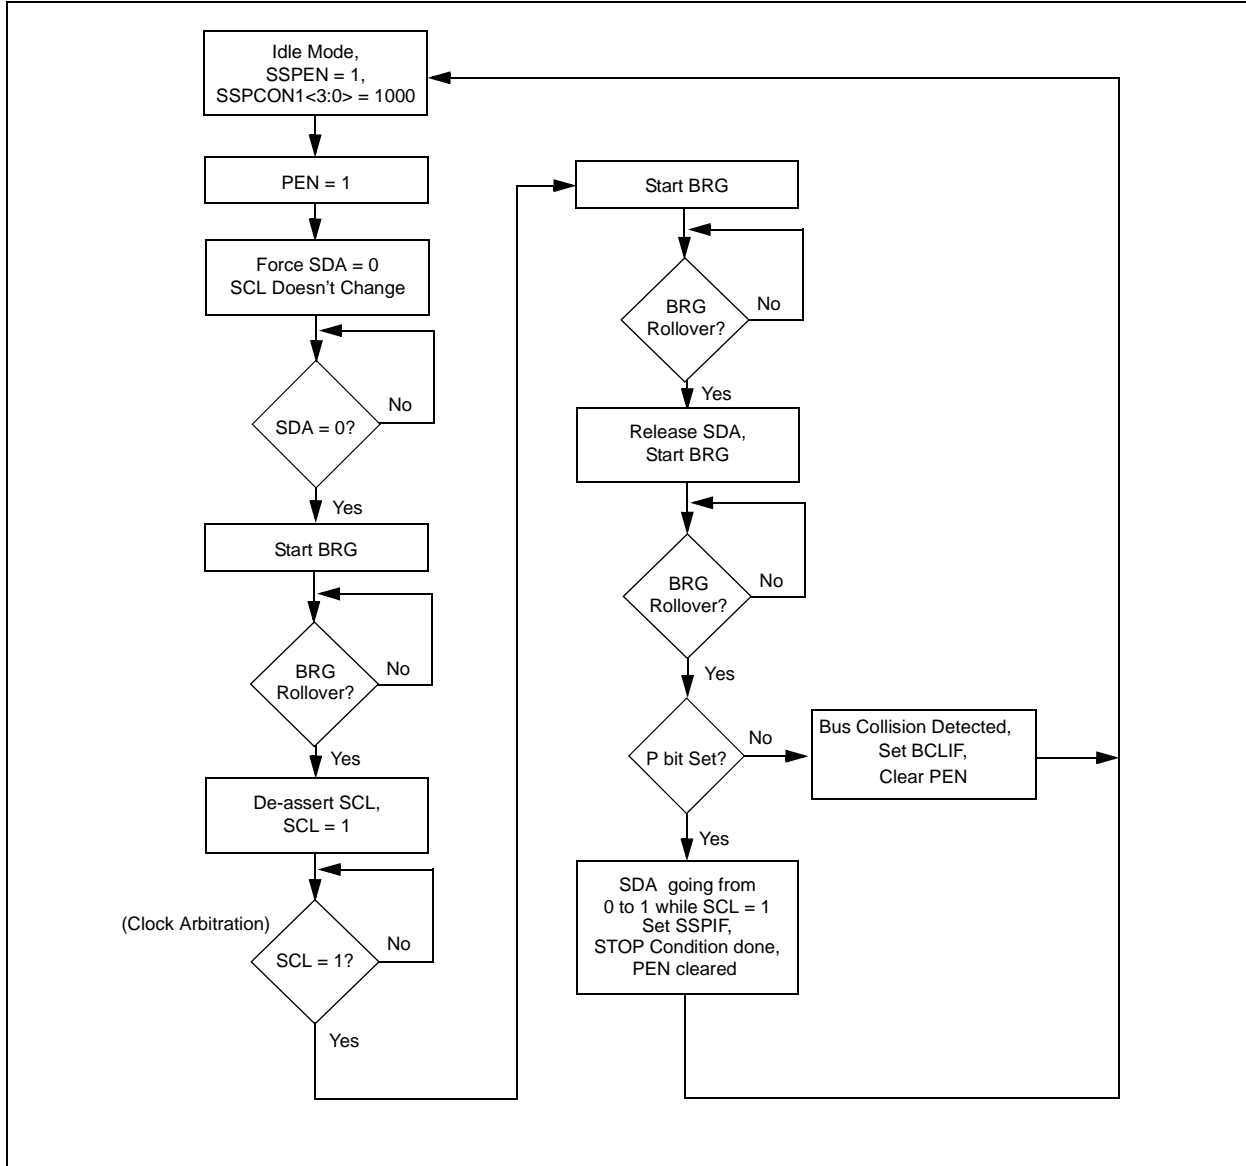 Idle Mode,
SSPEN = 1,
SSPCON1<3:0> = 1000
PEN = 1
Force SDA = 0
SCL Doesn't Change
No
SDA = 0?
Yes
Start BRG
BRG
Rollover?
No
Yes
De-assert SCL,
SCL = 1
(Clock Arbitration)
No
SCL = 1?
Yes
Start BRG
BRG
Rollover?
No
Yes
Release SDA,
Start BRG
BRG
Rollover?
No
Yes
P bit Set?
No
Bus Collision Detected,
Set BCLIF,
Clear PEN
Yes
SDA going from
0 to 1 while SCL = 1
Set SSPIF,
STOP Condition done,
PEN cleared